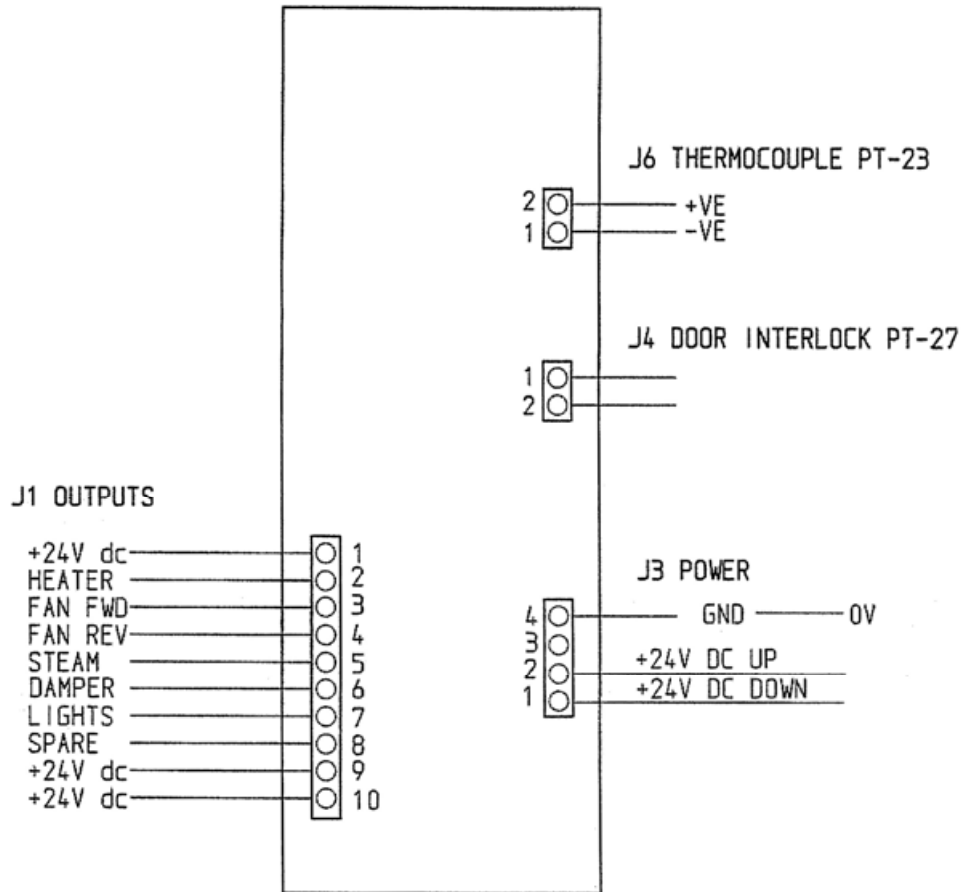 J6 THERMOCOUPLE PT-23
2 +VE
1 -VE
J4 DOOR INTERLOCK PT-27
1
2
J1 OUTPUTS
+24V dc 1
HEATER 2
FAN FWD 3
FAN REV 4
STEAM 5
DAMPER 6
LIGHTS 7
SPARE 8
+24V dc 9
+24V dc 10
J3 POWER
4 GND 0V
3
2 +24V DC UP
1 +24V DC DOWN